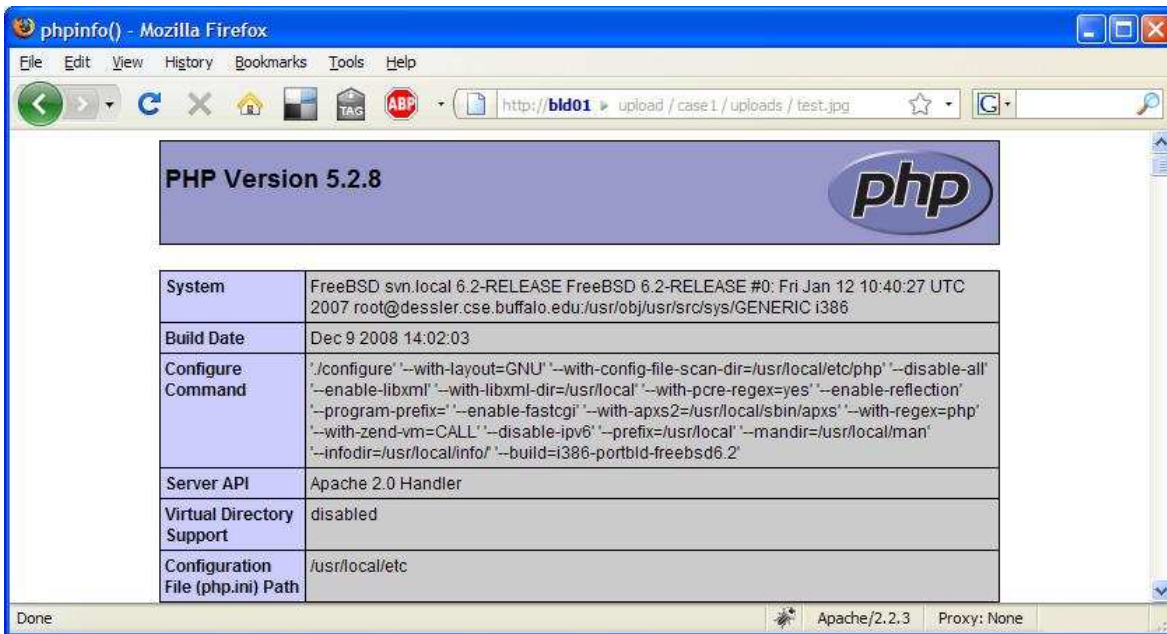 phpinfo() - Mozilla Firefox
File Edit View History Bookmarks Tools Help
TAG ABP http://bld01 ▸ upload / case1 / uploads / test.jpg G
PHP Version 5.2.8
php
System FreeBSD svn.local 6.2-RELEASE FreeBSD 6.2-RELEASE #0: Fri Jan 12 10:40:27 UTC
2007 root@dessler.cse.buffalo.edu:/usr/obj/usr/src/sys/GENERIC i386
Build Date Dec 9 2008 14:02:03
Configure './configure' '--with-layout=GNU' '--with-config-file-scan-dir=/usr/local/etc/php' '--disable-all'
Command '--enable-libxml' '--with-libxml-dir=/usr/local' '--with-pcre-regex=yes' '--enable-reflection'
'--program-prefix=' '--enable-fastcgi' '--with-apxs2=/usr/local/sbin/apxs' '--with-regex=php'
'--with-zend-vm=CALL' '--disable-ipv6' '--prefix=/usr/local' '--mandir=/usr/local/man'
'--infodir=/usr/local/info/' '--build=i386-portbld-freebsd6.2'
Server API Apache 2.0 Handler
Virtual Directory disabled
Support
Configuration /usr/local/etc
File (php.ini) Path
Done Apache/2.2.3 Proxy: None